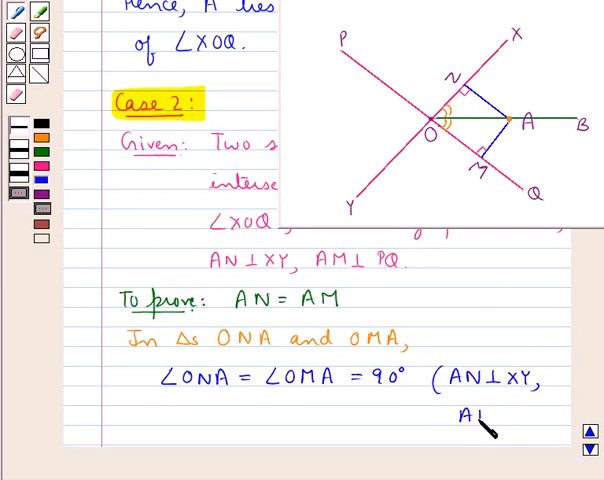 Hence, A lies
of ∠XOQ.
Case 2:
Given: Two
∠XOQ,
AN⊥XY, AM⊥PQ.
To prove: AN = AM
In Δs ONA and OMA,
∠ONA = ∠OMA = 90° (AN⊥XY,
P
X
N
O
A
B
M
Y
Q